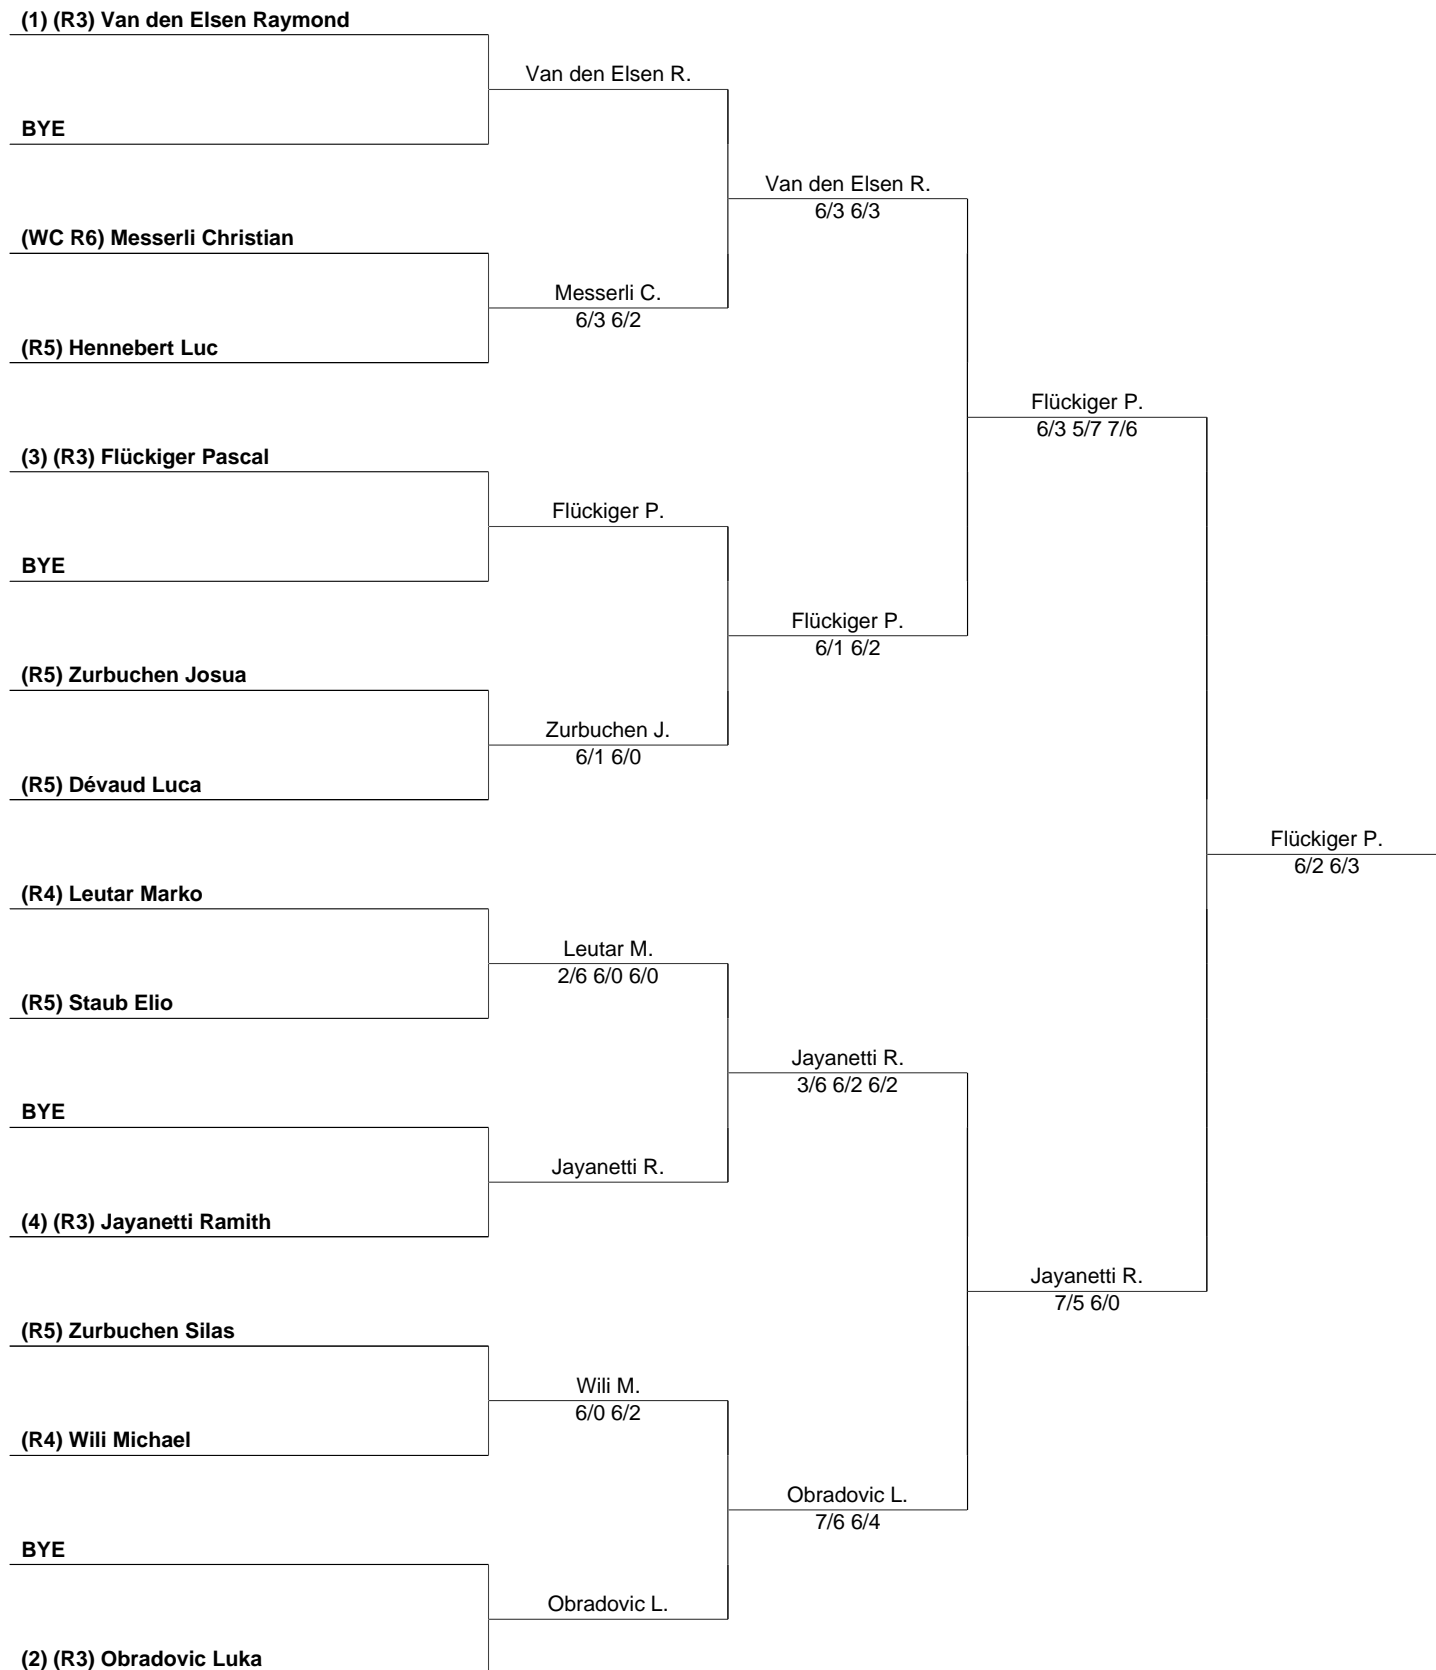 (1) (R3) Van den Elsen Raymond
Van den Elsen R.
BYE
Van den Elsen R.
6/3 6/3
(WC R6) Messerli Christian
Messerli C.
6/3 6/2
(R5) Hennebert Luc
Flückiger P.
6/3 5/7 7/6
(3) (R3) Flückiger Pascal
Flückiger P.
BYE
Flückiger P.
6/1 6/2
(R5) Zurbuchen Josua
Zurbuchen J.
6/1 6/0
(R5) Dévaud Luca
Flückiger P.
6/2 6/3
(R4) Leutar Marko
Leutar M.
2/6 6/0 6/0
(R5) Staub Elio
Jayanetti R.
3/6 6/2 6/2
BYE
Jayanetti R.
(4) (R3) Jayanetti Ramith
Jayanetti R.
7/5 6/0
(R5) Zurbuchen Silas
Wili M.
6/0 6/2
(R4) Wili Michael
Obradovic L.
7/6 6/4
BYE
Obradovic L.
(2) (R3) Obradovic Luka